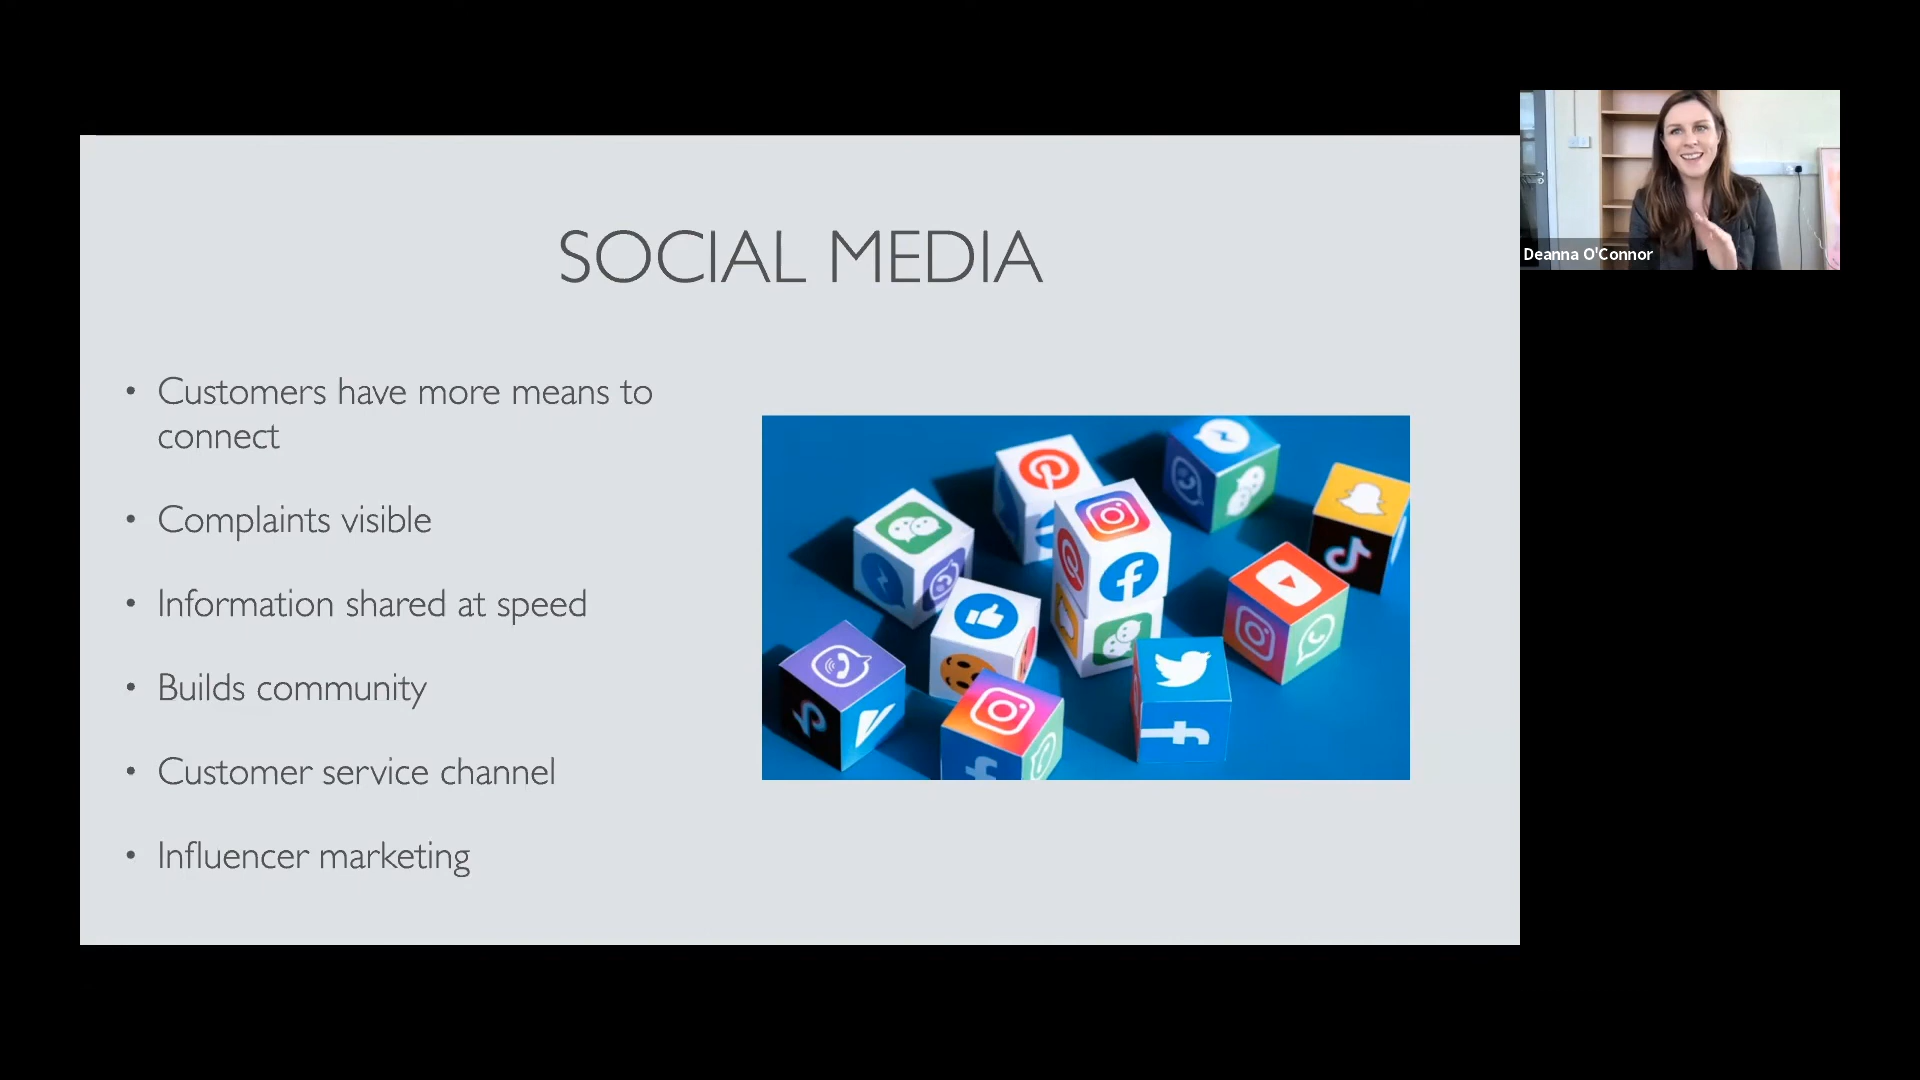 SOCIAL MEDIA
• Customers have more means to
connect
• Complaints visible
• Information shared at speed
• Builds community
• Customer service channel
• Influencer marketing
Deanna O'Connor